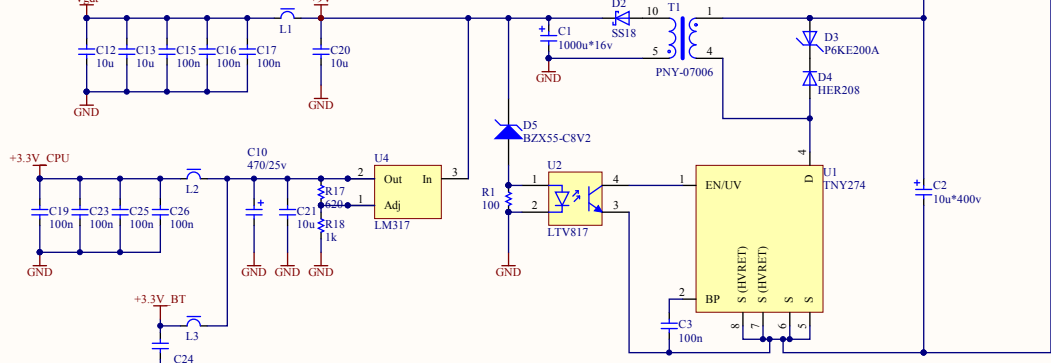 D2
SS18
10
T1
1
5
4
PNY-07006
L1
C12
10u
C13
10u
C15
100n
C16
100n
C17
100n
C20
10u
GND
GND
C1
1000u*16v
GND
D3
P6KE200A
D4
HER208
D5
BZX55-C8V2
+3.3V_CPU
L2
C10
470/25v
U4
2
Out
In
3
1
Adj
LM317
R17
620
R18
1k
C21
10u
C19
100n
C23
100n
C25
100n
C26
100n
GND
GND
GND
GND
R1
100
GND
U2
1
2
4
3
LTV817
4
U1
TNY274
1
EN/UV
D
2
BP
S (HVRET)
S (HVRET)
S
S
8
7
6
5
C3
100n
C2
10u*400v
+3.3V_BT
L3
C24